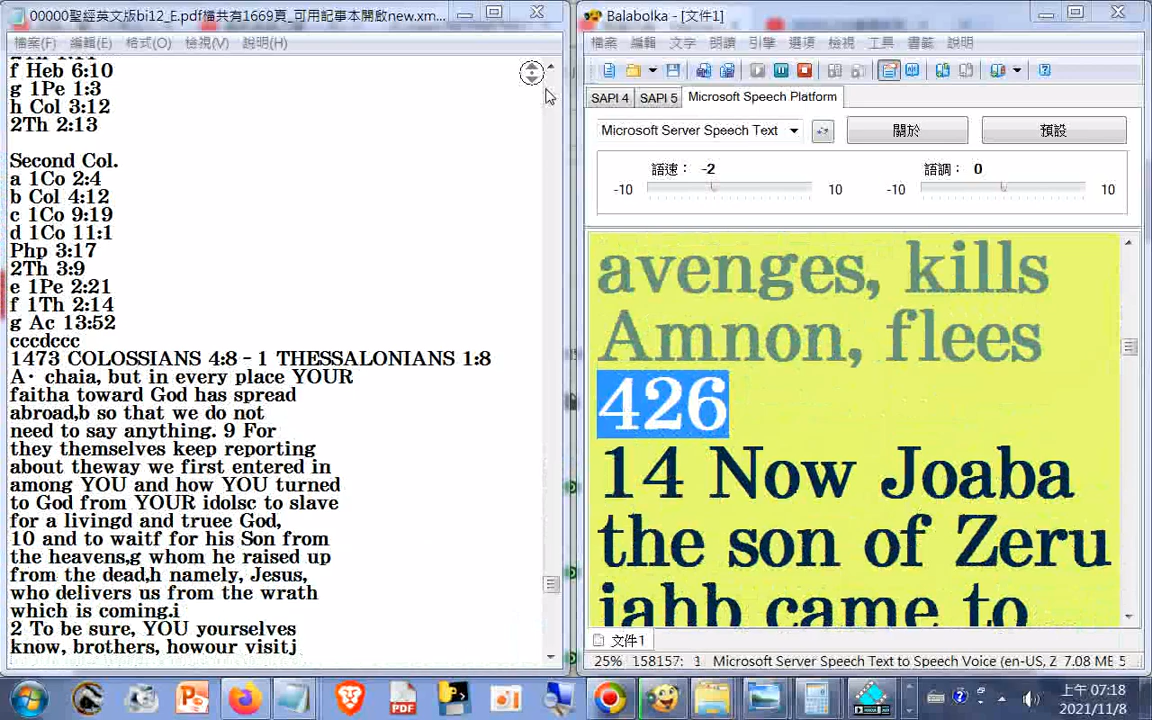 00000聖經英文版bi12_E.pdf檔共有1669頁_可用記事本開啟new.xm...
檔案(F) 編輯(E) 格式(O) 檢視(V) 說明(H)
f Heb 6:10
g 1Pe 1:3
h Col 3:12
2Th 2:13
Second Col.
a 1Co 2:4
b Col 4:12
c 1Co 9:19
d 1Co 11:1
Php 3:17
2Th 3:9
e 1Pe 2:21
f 1Th 2:14
g Ac 13:52
cccdccc
1473 COLOSSIANS 4:8 - 1 THESSALONIANS 1:8
A· chaia, but in every place YOUR
faitha toward God has spread
abroad,b so that we do not
need to say anything. 9 For
they themselves keep reporting
about theway we first entered in
among YOU and how YOU turned
to God from YOUR idolsc to slave
for a livingd and truee God,
10 and to waitf for his Son from
the heavens,g whom he raised up
from the dead,h namely, Jesus,
who delivers us from the wrath
which is coming.i
2 To be sure, YOU yourselves
know, brothers, howour visitj
Balabolka - [文件1]
檔案 編輯 文字 朗讀 引擎 選項 檢視 工具 書籤 說明
SAPI 4 SAPI 5 Microsoft Speech Platform
Microsoft Server Speech Text 關於 預設
語速： -2 語調： 0
-10 10 -10 10
avenges, kills
Amnon, flees
426
14 Now Joaba
the son of Zeru
iahb came to
文件1
25% 158157: 1 Microsoft Server Speech Text to Speech Voice (en-US, Z 7.08 MB 5
上午 07:18
2021/11/8